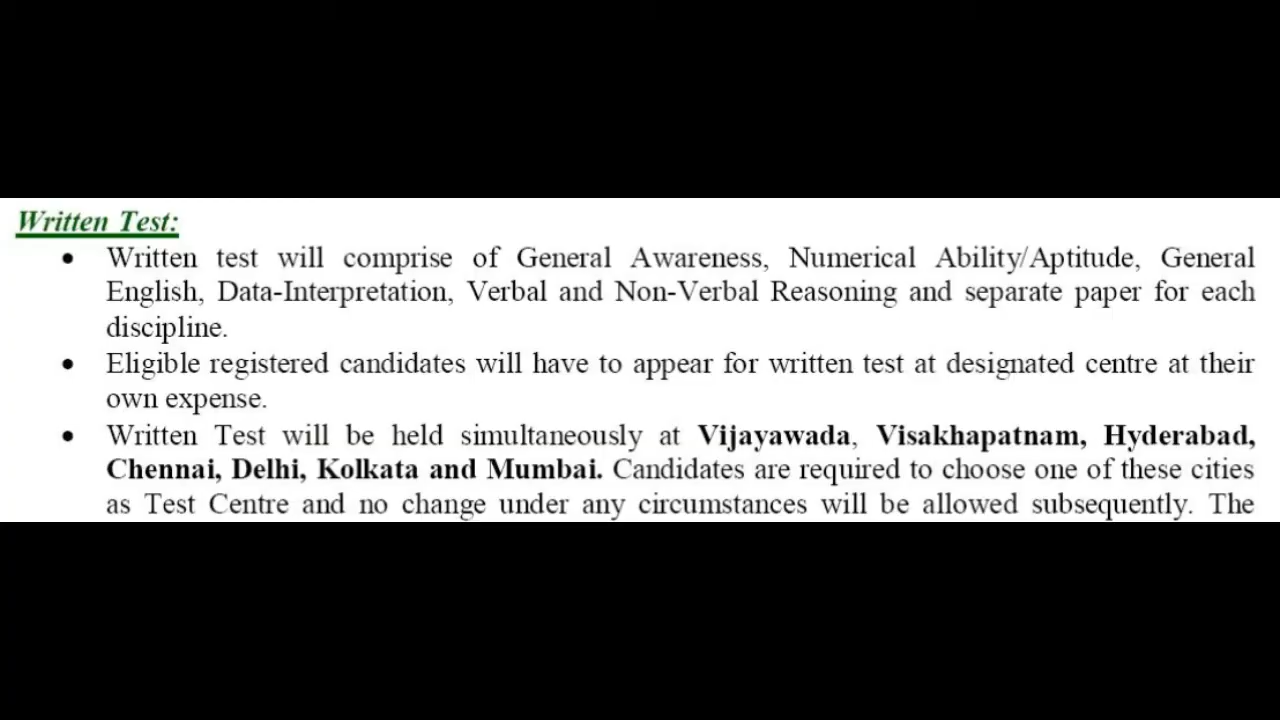 Written Test:
• Written test will comprise of General Awareness, Numerical Ability/Aptitude, General
English, Data-Interpretation, Verbal and Non-Verbal Reasoning and separate paper for each
discipline.
• Eligible registered candidates will have to appear for written test at designated centre at their
own expense.
• Written Test will be held simultaneously at Vijayawada, Visakhapatnam, Hyderabad,
Chennai, Delhi, Kolkata and Mumbai. Candidates are required to choose one of these cities
as Test Centre and no change under any circumstances will be allowed subsequently. The